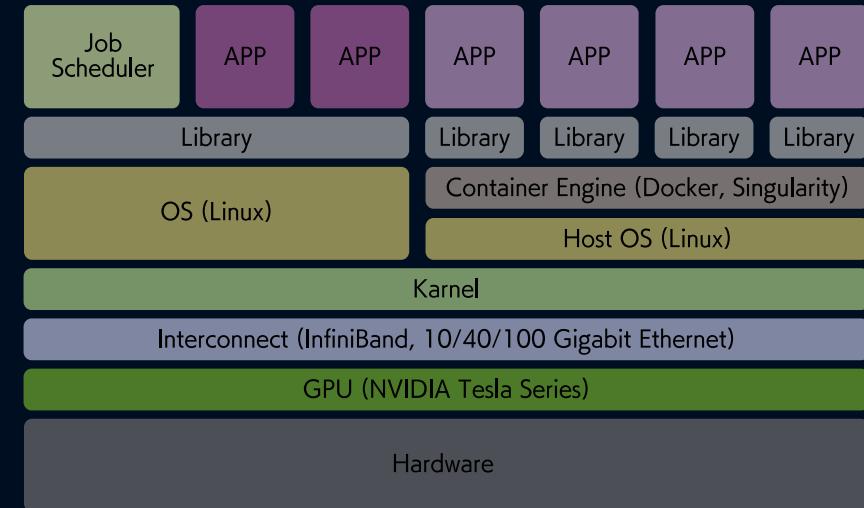 Job
Scheduler
APP
APP
APP
APP
APP
APP
Library
Library
Library
Library
Library
OS (Linux)
Container Engine (Docker, Singularity)
Host OS (Linux)
Karnel
Interconnect (InfiniBand, 10/40/100 Gigabit Ethernet)
GPU (NVIDIA Tesla Series)
Hardware